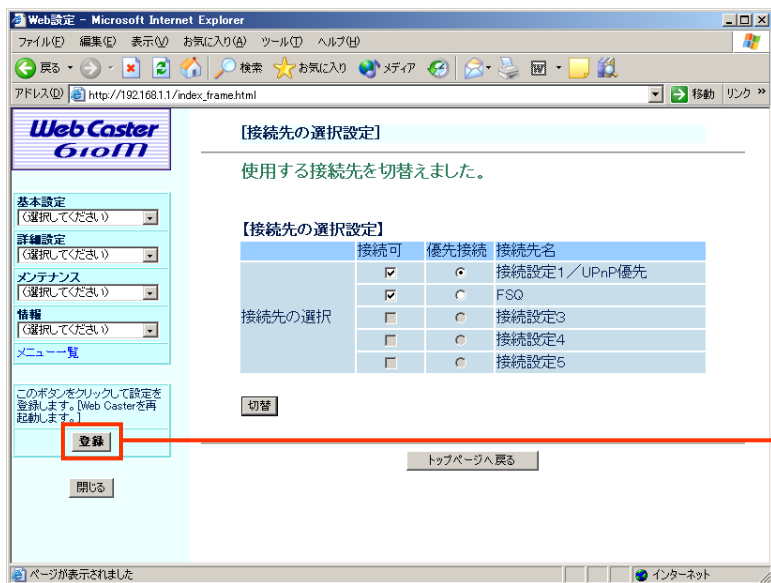 Web設定 - Microsoft Internet Explorer
ファイル(F) 編集(E) 表示(V) お気に入り(A) ツール(T) ヘルプ(H)
戻る 検索 お気に入り メディア
アドレス(D) http://192.168.1.1/index_frame.html 移動 リンク »
Web Caster
610M
基本設定
(選択してください)
詳細設定
(選択してください)
メンテナンス
(選択してください)
情報
(選択してください)
メニュー一覧
このボタンをクリックして設定を
登録します。[Web Casterを再
起動します。]
登録
閉じる
[接続先の選択設定]
使用する接続先を切替えました。
【接続先の選択設定】
接続可 優先接続 接続先名
接続先の選択
接続設定1/UPnP優先
FSQ
接続設定3
接続設定4
接続設定5
切替
トップページへ戻る
ページが表示されました インターネット